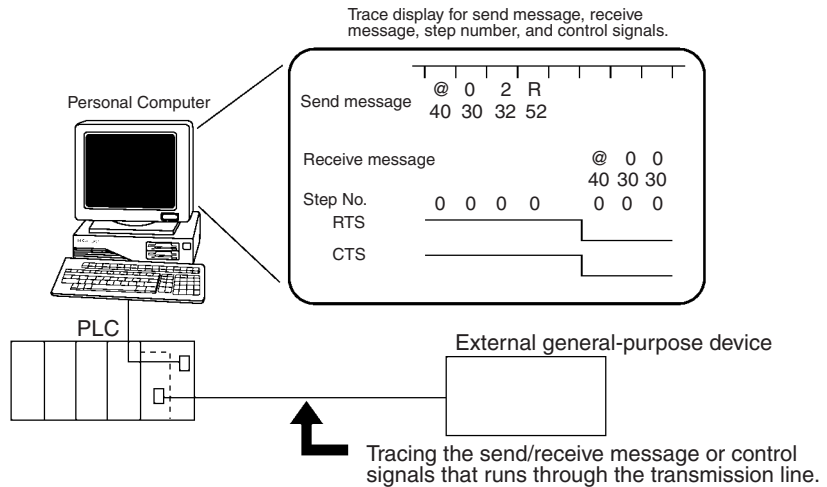 Trace display for send message, receive
message, step number, and control signals.
Personal Computer
@ 0 2 R
Send message
40 30 32 52
Receive message
@ 0 0
40 30 30
Step No.
0 0 0 0 0 0 0
RTS
CTS
PLC
External general-purpose device
Tracing the send/receive message or control
signals that runs through the transmission line.